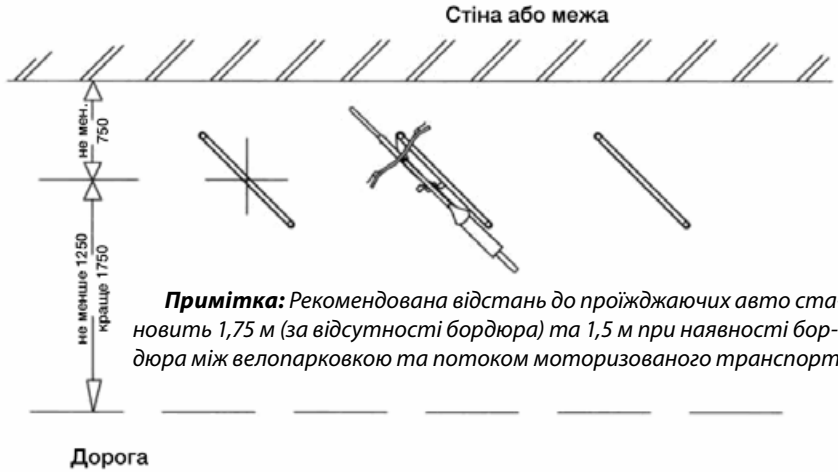 Стіна або межа
не мен.
750
не менше 1250
краще 1750
Примітка: Рекомендована відстань до проїжджаючих авто ста
новить 1,75 м (за відсутності бордюра) та 1,5 м при наявності бор-
дюра між велопарковкою та потоком моторизованого транспорт
Дорога